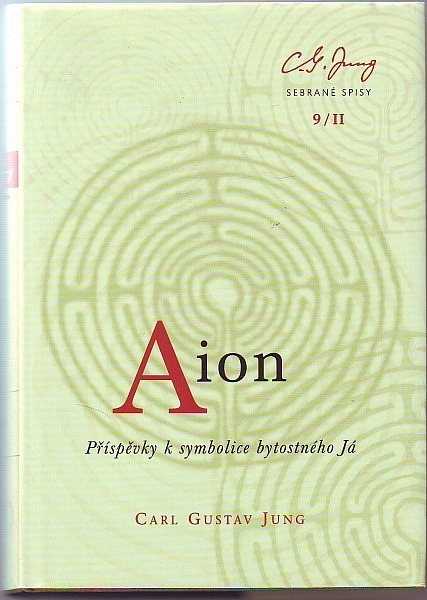 C. G. Jung
SEBRANÉ SPISY
9/II
Aion
Příspěvky k symbolice bytostného Já
CARL GUSTAV JUNG